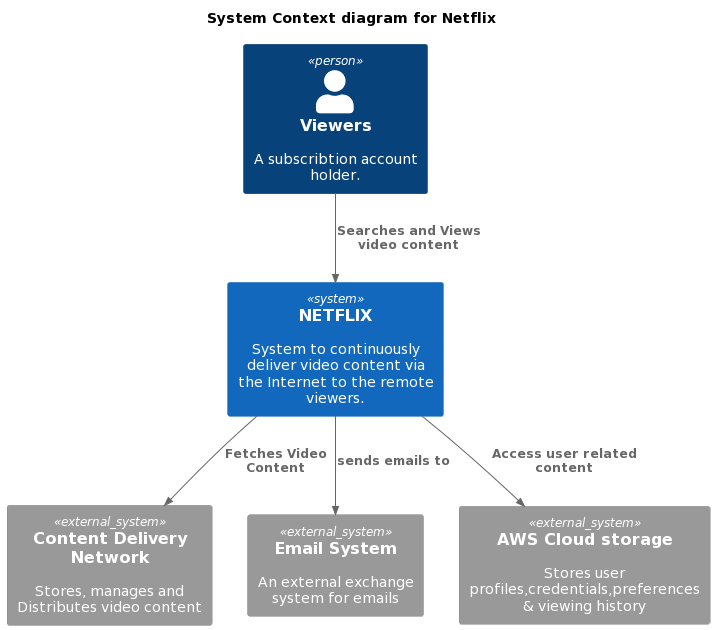 System Context diagram for Netflix
«person»
Viewers
A subscribtion account
holder.
Searches and Views
video content
«system»
NETFLIX
System to continuously
deliver video content via
the Internet to the remote
viewers.
Fetches Video
Content
sends emails to
Access user related
content
«external_system»
Content Delivery
Network
Stores, manages and
Distributes video content
«external_system»
Email System
An external exchange
system for emails
«external_system»
AWS Cloud storage
Stores user
profiles,credentials,preferences
& viewing history